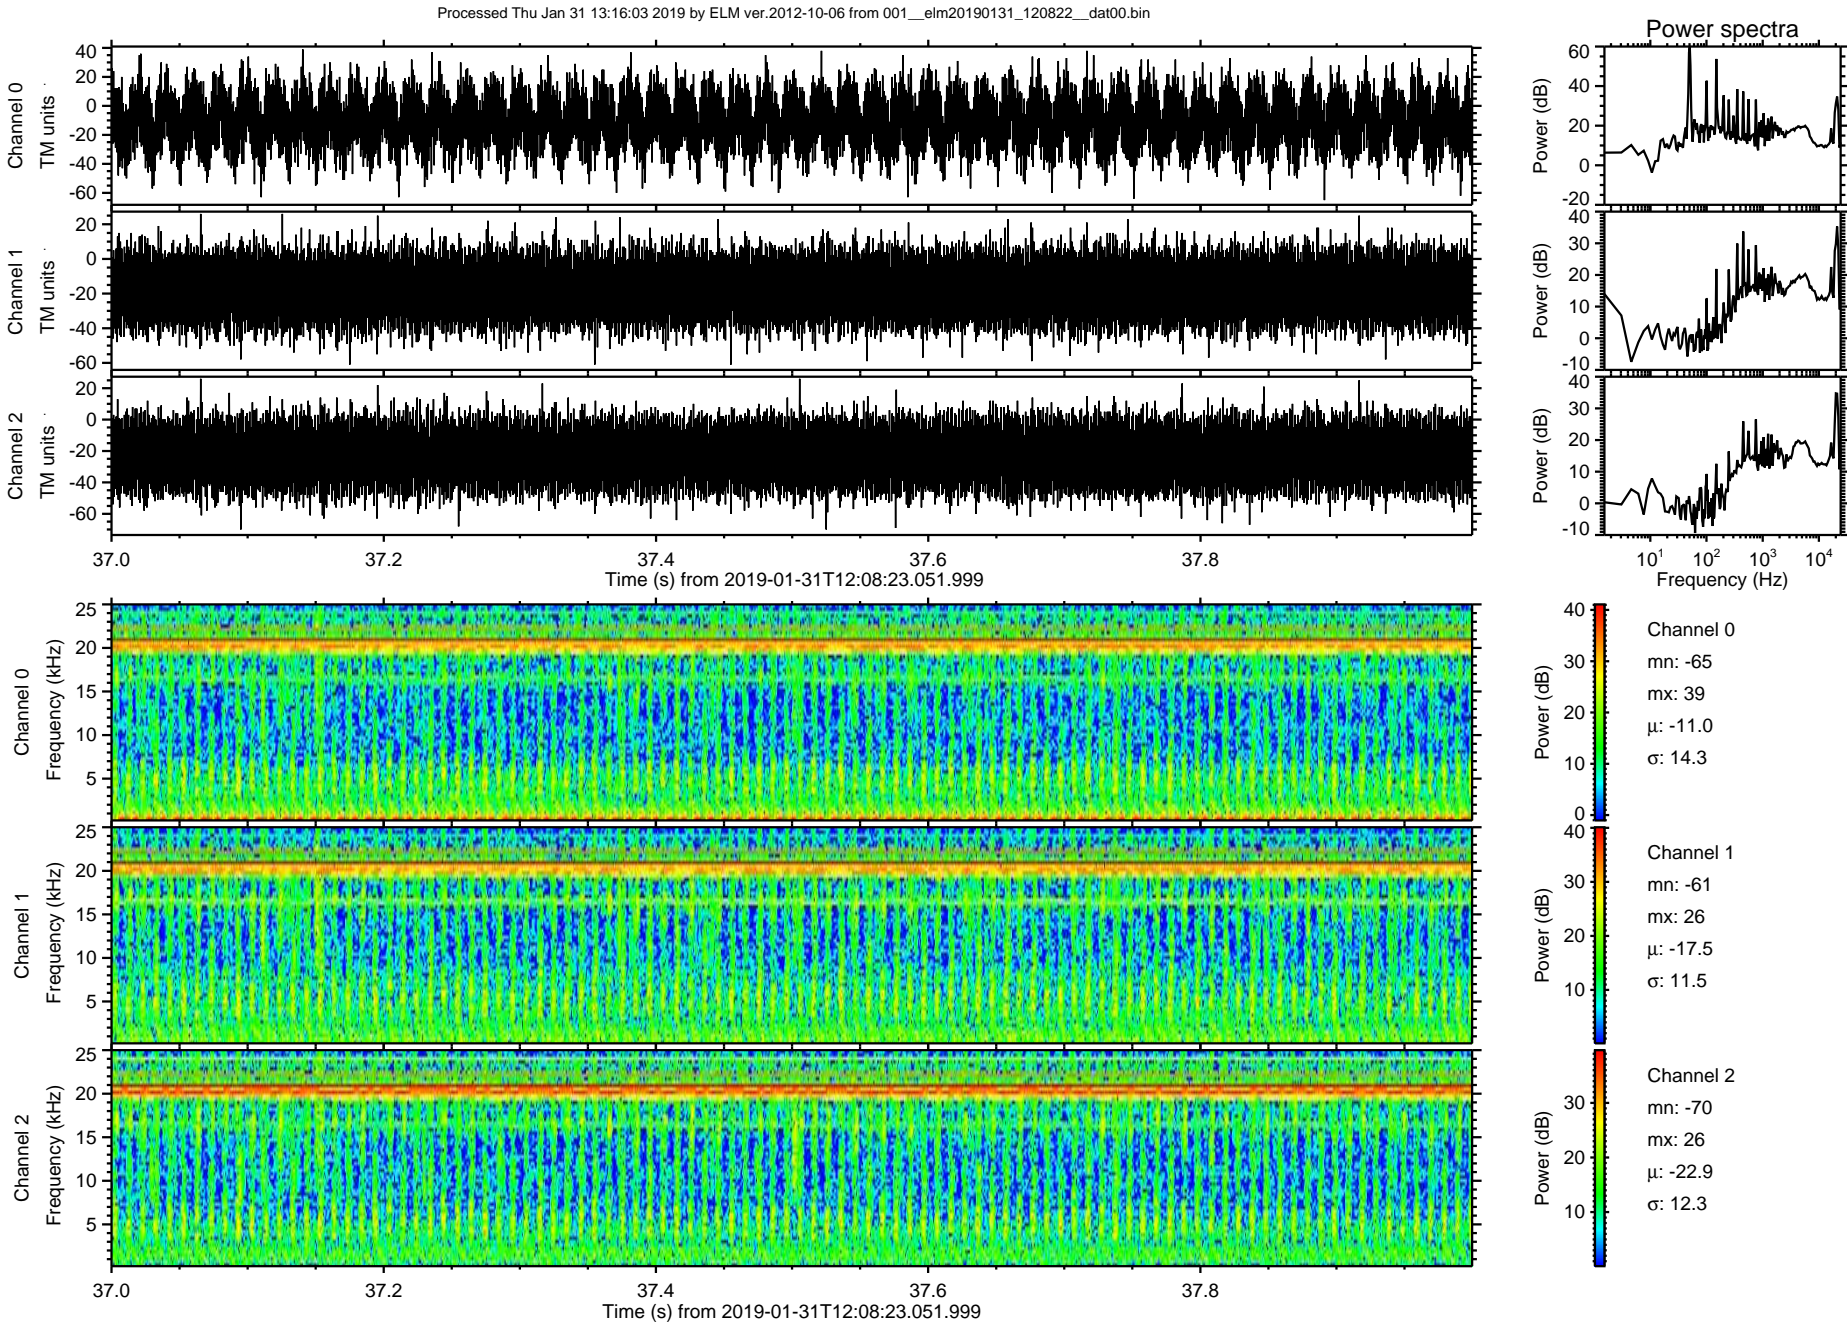 Processed Thu Jan 31 13:16:03 2019 by ELM ver.2012-10-06 from 001__elm20190131_120822__dat00.bin
Power spectra
Channel 0
TM units
40
20
0
-20
-40
-60
Power (dB)
60
40
20
0
-20
Channel 1
TM units
20
0
-20
-40
-60
Power (dB)
40
30
20
10
0
-10
Channel 2
TM units
20
0
-20
-40
-60
Power (dB)
40
30
20
10
0
-10
37.0 37.2 37.4 37.6 37.8
Time (s) from 2019-01-31T12:08:23.051.999
10^1 10^2 10^3 10^4
Frequency (Hz)
Channel 0
Frequency (kHz)
25
20
15
10
5
Power (dB)
40
30
20
10
0
Channel 0
mn: -65
mx: 39
μ: -11.0
σ: 14.3
Channel 1
Frequency (kHz)
25
20
15
10
5
Power (dB)
40
30
20
10
Channel 1
mn: -61
mx: 26
μ: -17.5
σ: 11.5
Channel 2
Frequency (kHz)
25
20
15
10
5
Power (dB)
30
20
10
Channel 2
mn: -70
mx: 26
μ: -22.9
σ: 12.3
37.0 37.2 37.4 37.6 37.8
Time (s) from 2019-01-31T12:08:23.051.999